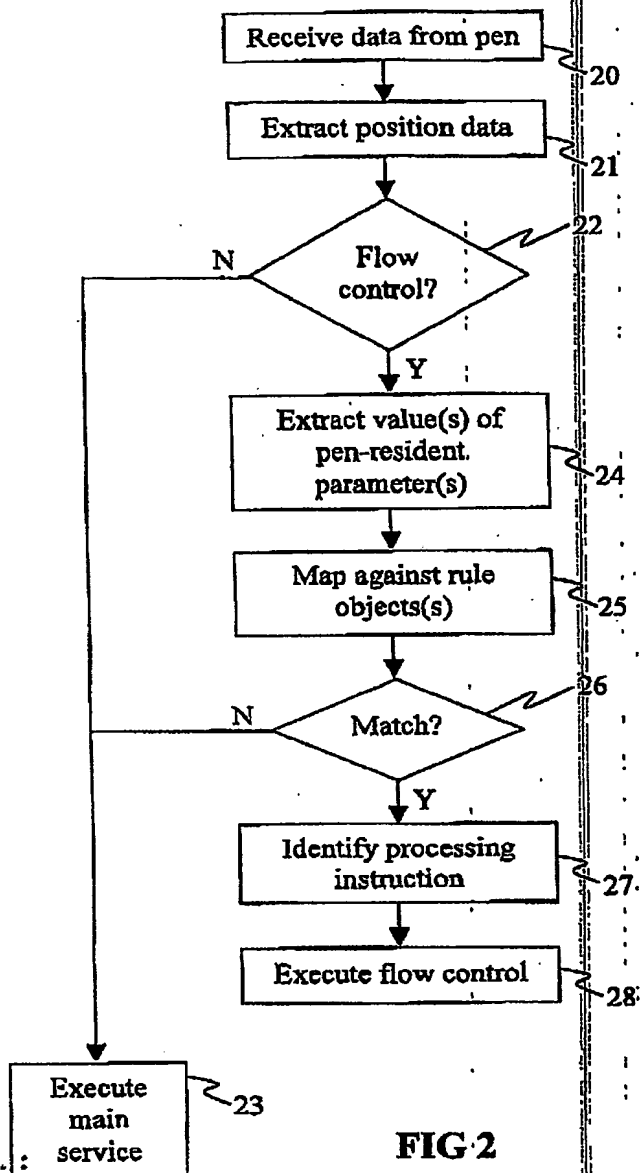 Receive data from pen
20
Extract position data
21
22
Flow
control?
N
Y
Extract value(s) of
pen-resident.
parameter(s)
24
Map against rule
objects(s)
25
26
Match?
N
Y
Identify processing
instruction
27
Execute flow control
28
Execute
main
service
23
FIG 2